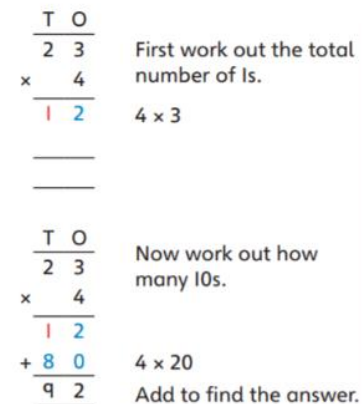 T O
2 3 First work out the total
× 4 number of 1s.
1 2 4 × 3
T O
2 3 Now work out how
many 10s.
× 4
1 2
+ 8 0 4 × 20
9 2 Add to find the answer.